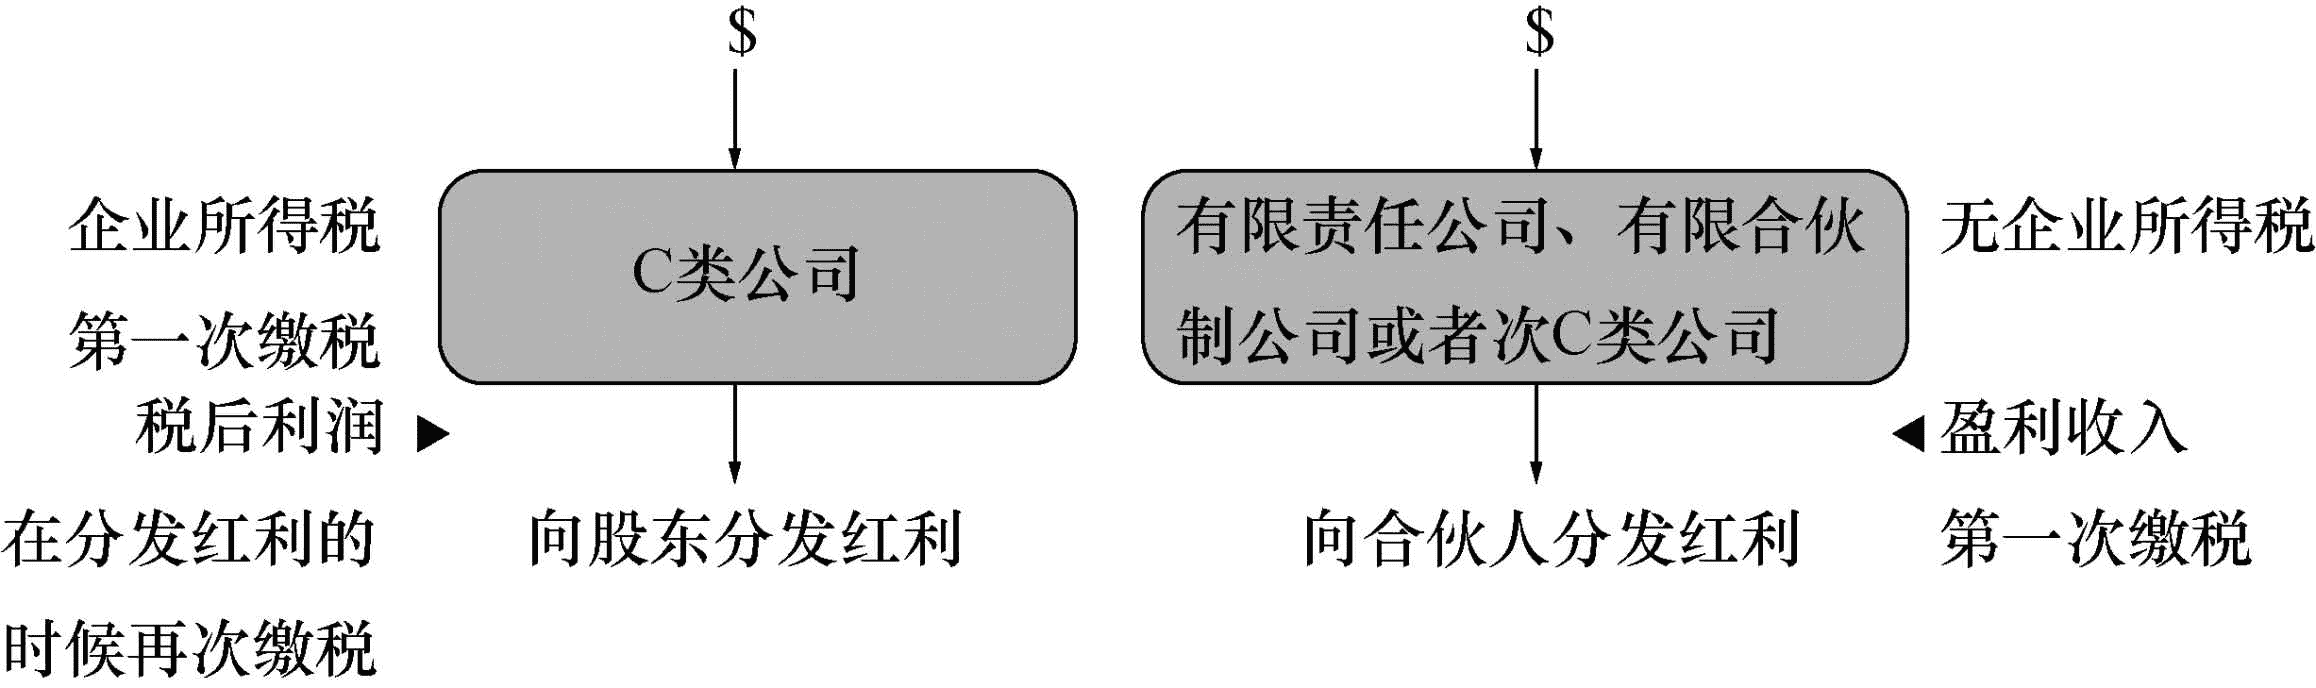 $
企业所得税
第一次缴税
C类公司
税后利润
在分发红利的
时候再次缴税
向股东分发红利
$
有限责任公司、有限合伙
制公司或者次C类公司
无企业所得税
盈利收入
向合伙人分发红利
第一次缴税